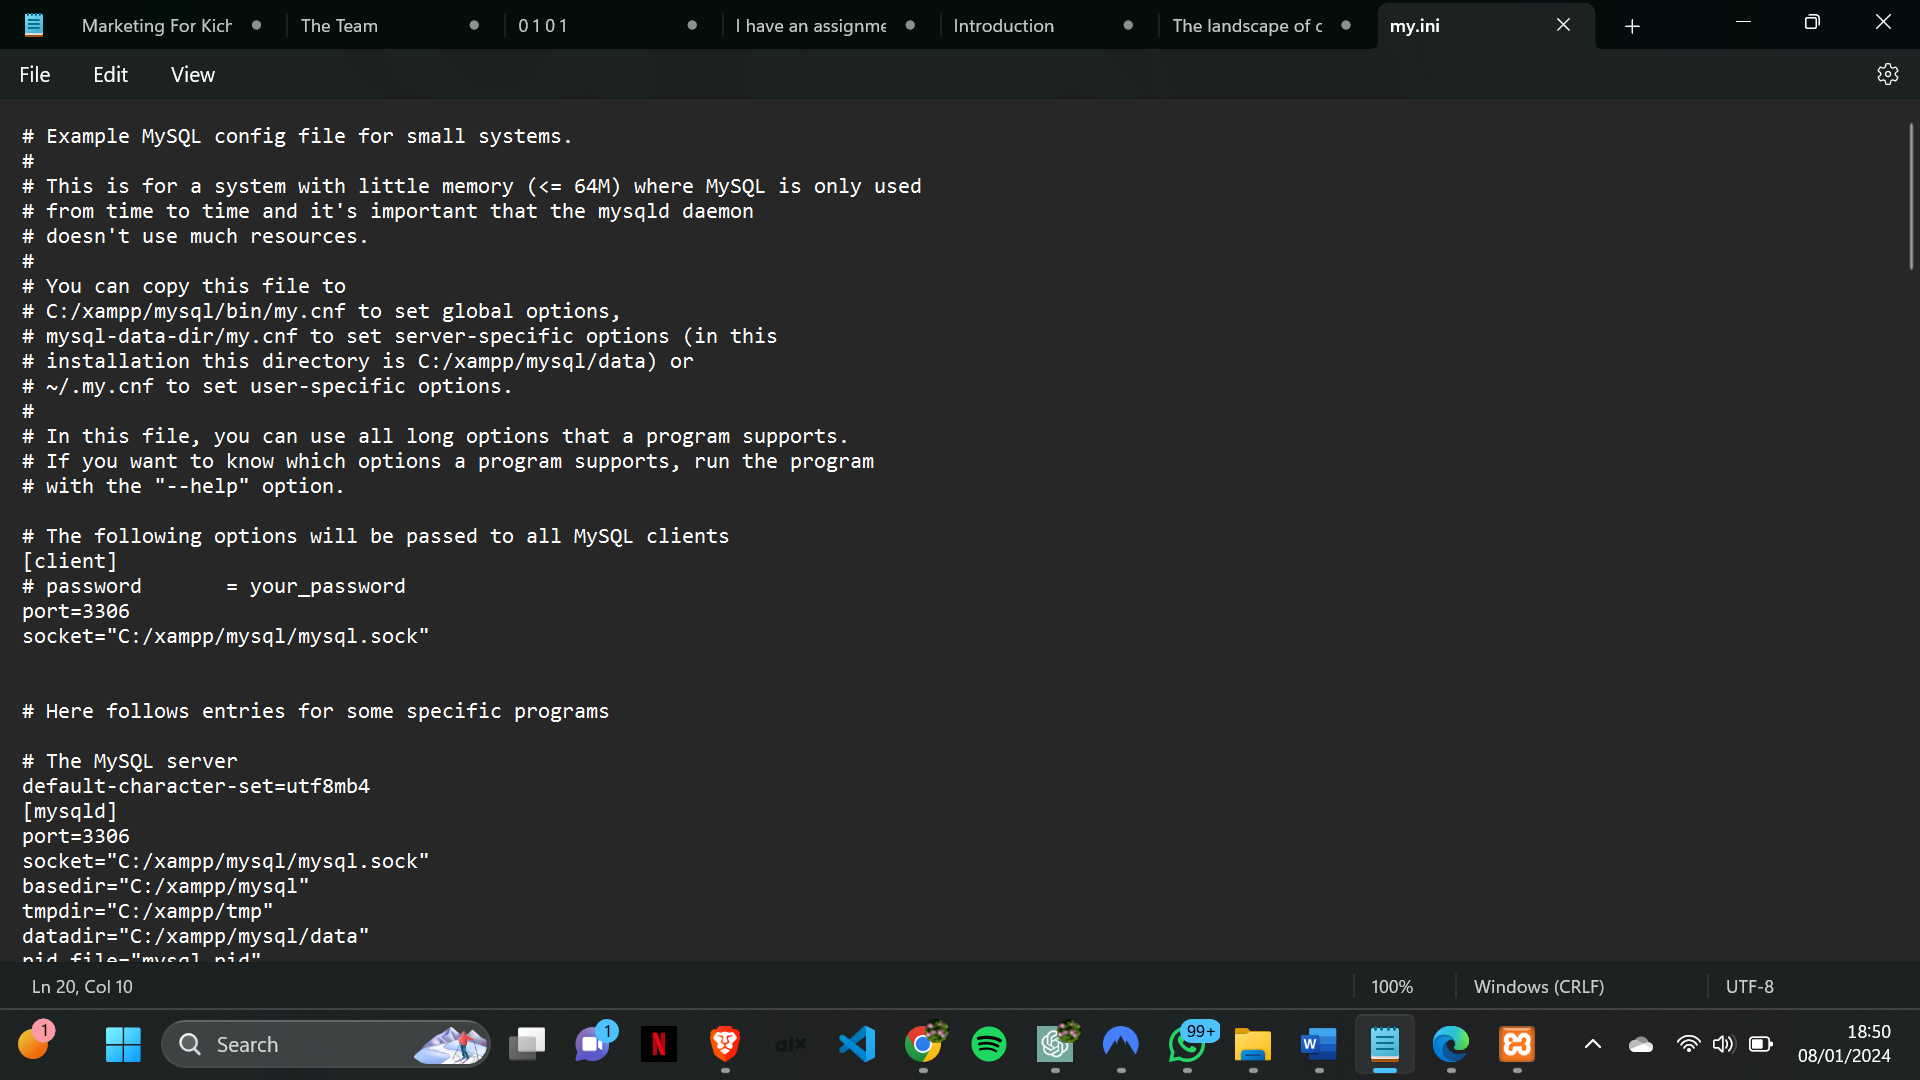 Marketing For Kich
The Team
0 1 0 1
I have an assignme
Introduction
The landscape of c
my.ini
File
Edit
View
# Example MySQL config file for small systems.
#
# This is for a system with little memory (<= 64M) where MySQL is only used
# from time to time and it's important that the mysqld daemon
# doesn't use much resources.
#
# You can copy this file to
# C:/xampp/mysql/bin/my.cnf to set global options,
# mysql-data-dir/my.cnf to set server-specific options (in this
# installation this directory is C:/xampp/mysql/data) or
# ~/.my.cnf to set user-specific options.
#
# In this file, you can use all long options that a program supports.
# If you want to know which options a program supports, run the program
# with the "--help" option.
# The following options will be passed to all MySQL clients
[client]
# password       = your_password
port=3306
socket="C:/xampp/mysql/mysql.sock"
# Here follows entries for some specific programs
# The MySQL server
default-character-set=utf8mb4
[mysqld]
port=3306
socket="C:/xampp/mysql/mysql.sock"
basedir="C:/xampp/mysql"
tmpdir="C:/xampp/tmp"
datadir="C:/xampp/mysql/data"
pid_file="mysql.pid"
Ln 20, Col 10
100%
Windows (CRLF)
UTF-8
1
Search
1
N
alx
99+
W
18:50
08/01/2024